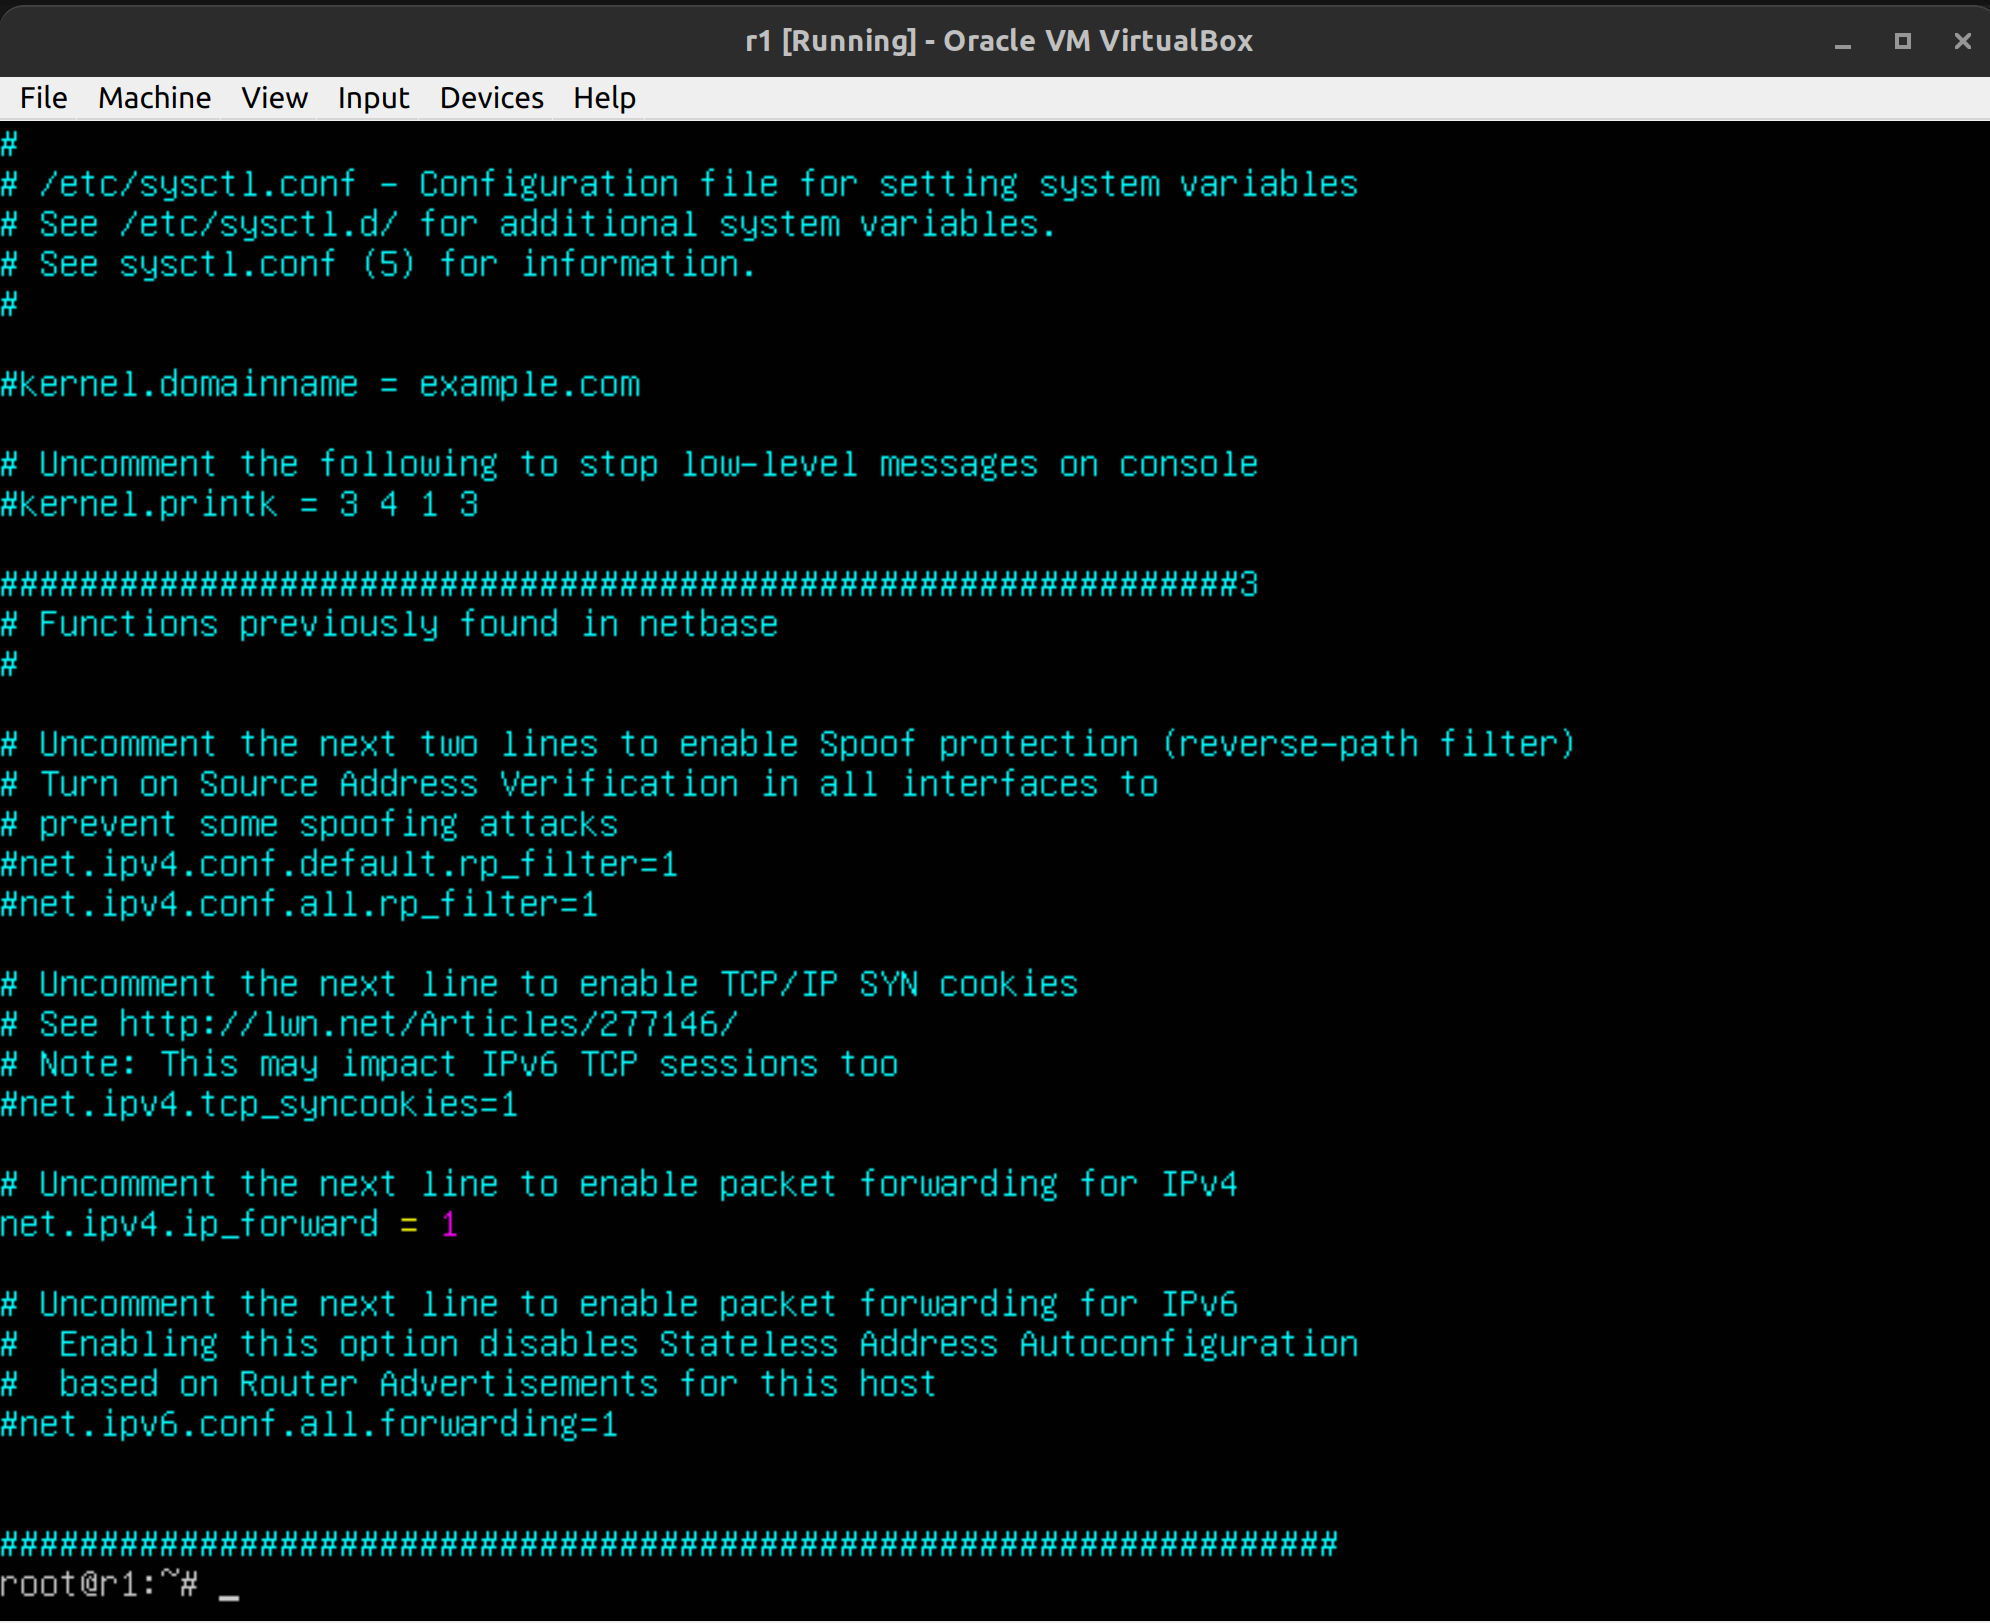 r1 [Running] - Oracle VM VirtualBox
File Machine View Input Devices Help
#
# /etc/sysctl.conf - Configuration file for setting system variables
# See /etc/sysctl.d/ for additional system variables.
# See sysctl.conf (5) for information.
#
#kernel.domainname = example.com
# Uncomment the following to stop low-level messages on console
#kernel.printk = 3 4 1 3
##############################################################3
# Functions previously found in netbase
#
# Uncomment the next two lines to enable Spoof protection (reverse-path filter)
# Turn on Source Address Verification in all interfaces to
# prevent some spoofing attacks
#net.ipv4.conf.default.rp_filter=1
#net.ipv4.conf.all.rp_filter=1
# Uncomment the next line to enable TCP/IP SYN cookies
# See http://lwn.net/Articles/277146/
# Note: This may impact IPv6 TCP sessions too
#net.ipv4.tcp_syncookies=1
# Uncomment the next line to enable packet forwarding for IPv4
net.ipv4.ip_forward = 1
# Uncomment the next line to enable packet forwarding for IPv6
#  Enabling this option disables Stateless Address Autoconfiguration
#  based on Router Advertisements for this host
#net.ipv6.conf.all.forwarding=1
###################################################################
root@r1:~# _